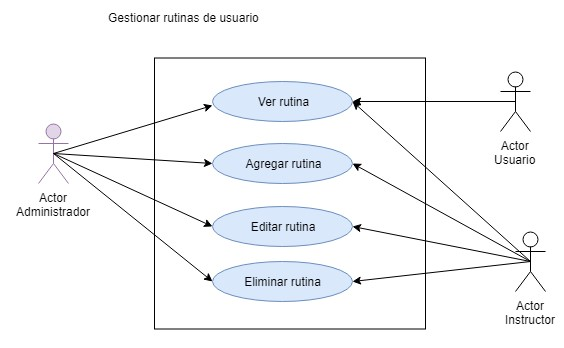 Gestionar rutinas de usuario
Ver rutina
Agregar rutina
Editar rutina
Eliminar rutina
Actor
Administrador
Actor
Usuario
Actor
Instructor